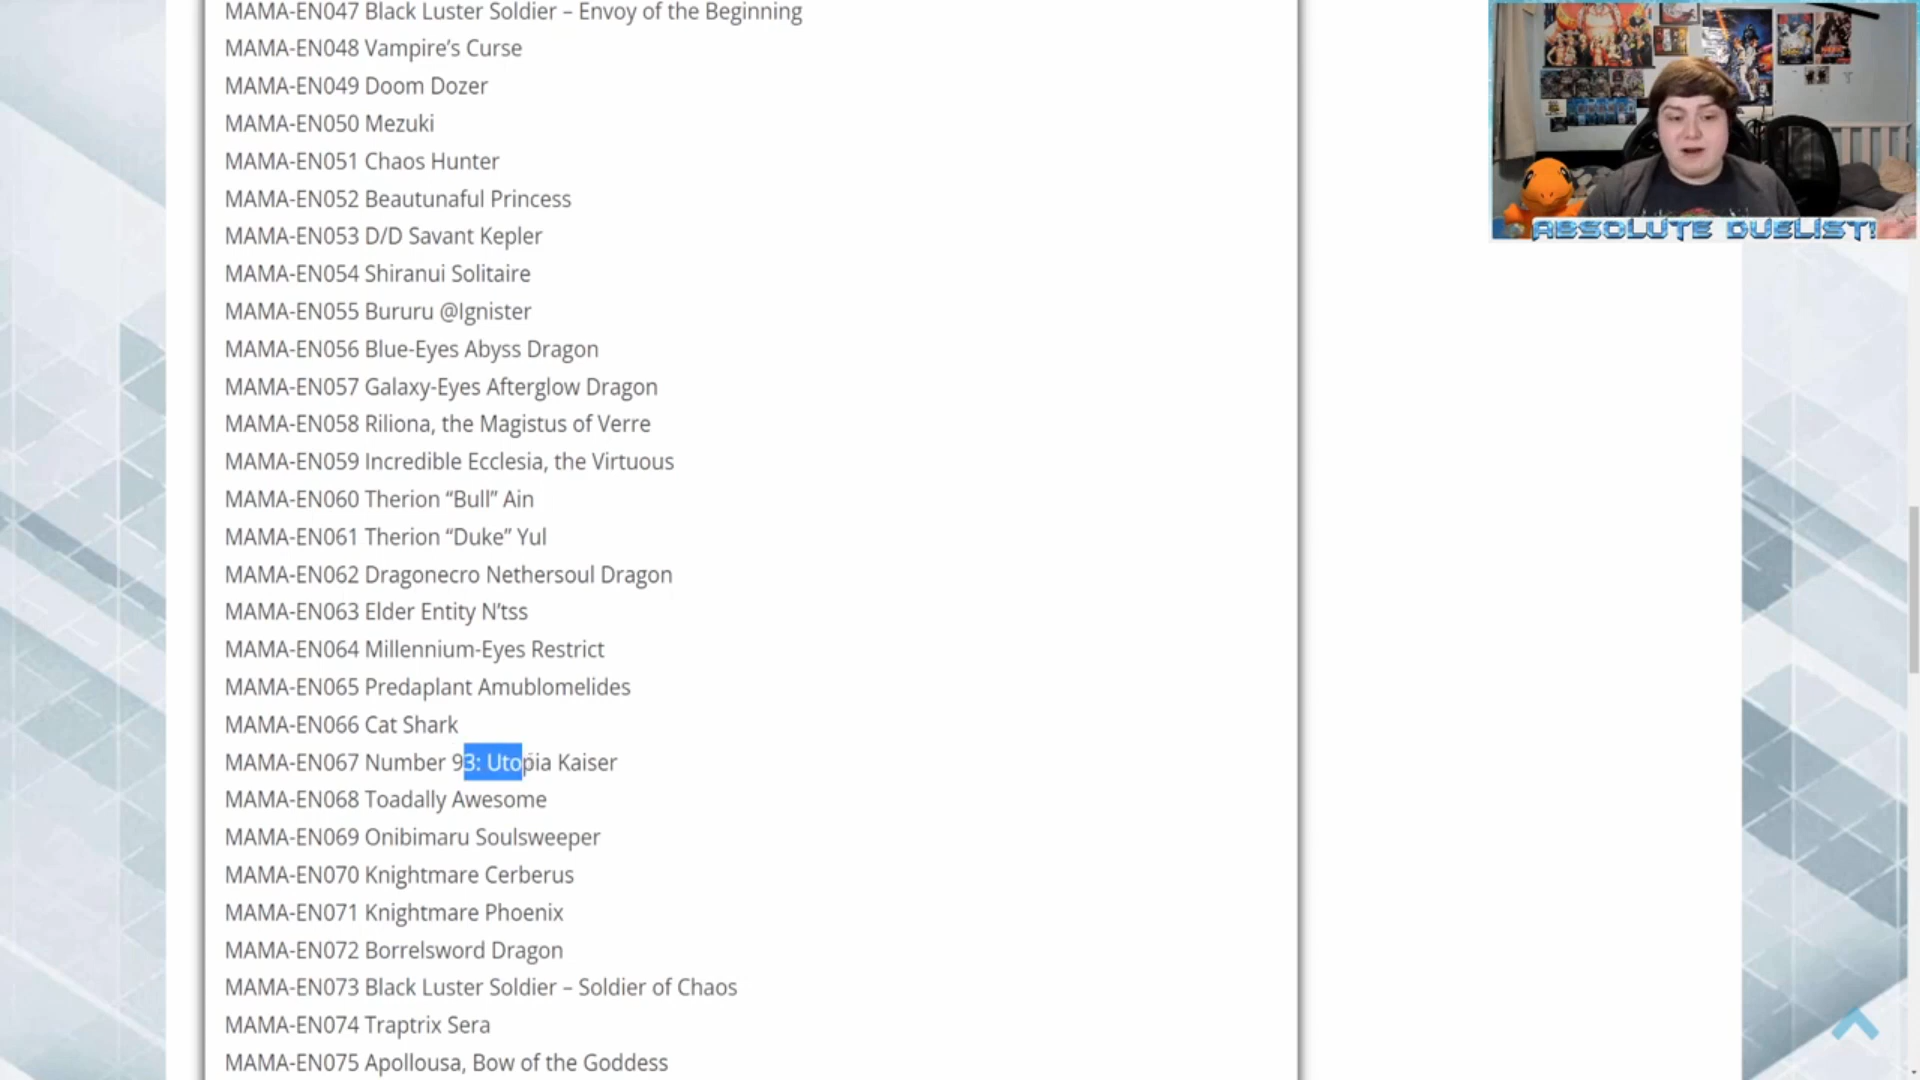 MAMA-EN047 Black Luster Soldier – Envoy of the Beginning
MAMA-EN048 Vampire’s Curse
MAMA-EN049 Doom Dozer
MAMA-EN050 Mezuki
MAMA-EN051 Chaos Hunter
MAMA-EN052 Beautunaful Princess
MAMA-EN053 D/D Savant Kepler
MAMA-EN054 Shiranui Solitaire
MAMA-EN055 Bururu @Ignister
MAMA-EN056 Blue-Eyes Abyss Dragon
MAMA-EN057 Galaxy-Eyes Afterglow Dragon
MAMA-EN058 Riliona, the Magistus of Verre
MAMA-EN059 Incredible Ecclesia, the Virtuous
MAMA-EN060 Therion “Bull” Ain
MAMA-EN061 Therion “Duke” Yul
MAMA-EN062 Dragonecro Nethersoul Dragon
MAMA-EN063 Elder Entity N’tss
MAMA-EN064 Millennium-Eyes Restrict
MAMA-EN065 Predaplant Amublomelides
MAMA-EN066 Cat Shark
MAMA-EN067 Number 93: Utopia Kaiser
MAMA-EN068 Toadally Awesome
MAMA-EN069 Onibimaru Soulsweeper
MAMA-EN070 Knightmare Cerberus
MAMA-EN071 Knightmare Phoenix
MAMA-EN072 Borrelsword Dragon
MAMA-EN073 Black Luster Soldier – Soldier of Chaos
MAMA-EN074 Traptrix Sera
MAMA-EN075 Apollousa, Bow of the Goddess
ABSOLUTE DUELIST!